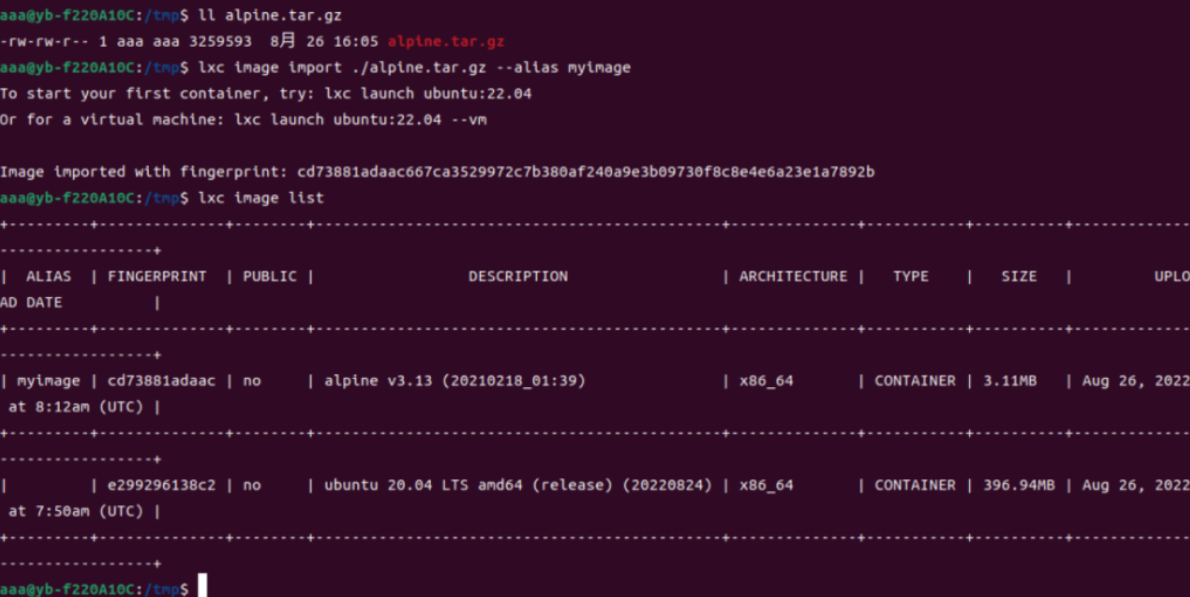 aaa@yb-f220A10C:/tmp$ ll alpine.tar.gz
-rw-rw-r-- 1 aaa aaa 3259593  8月 26 16:05 alpine.tar.gz
aaa@yb-f220A10C:/tmp$ lxc image import ./alpine.tar.gz --alias myimage
To start your first container, try: lxc launch ubuntu:22.04
Or for a virtual machine: lxc launch ubuntu:22.04 --vm
Image imported with fingerprint: cd73881adaac667ca3529972c7b380af240a9e3b09730f8c8e4e6a23e1a7892b
aaa@yb-f220A10C:/tmp$ lxc image list
+---------+--------------+--------+---------------------------------------------+--------------+-----------+----------+-------------
-----------------+
|  ALIAS  | FINGERPRINT  | PUBLIC |                 DESCRIPTION                 | ARCHITECTURE |   TYPE    |   SIZE   |         UPLO
AD DATE          |
+---------+--------------+--------+---------------------------------------------+--------------+-----------+----------+-------------
-----------------+
| myimage | cd73881adaac | no     | alpine v3.13 (20210218_01:39)               | x86_64       | CONTAINER | 3.11MB   | Aug 26, 2022
 at 8:12am (UTC) |
+---------+--------------+--------+---------------------------------------------+--------------+-----------+----------+-------------
-----------------+
|         | e299296138c2 | no     | ubuntu 20.04 LTS amd64 (release) (20220824) | x86_64       | CONTAINER | 396.94MB | Aug 26, 2022
 at 7:50am (UTC) |
+---------+--------------+--------+---------------------------------------------+--------------+-----------+----------+-------------
-----------------+
aaa@yb-f220A10C:/tmp$